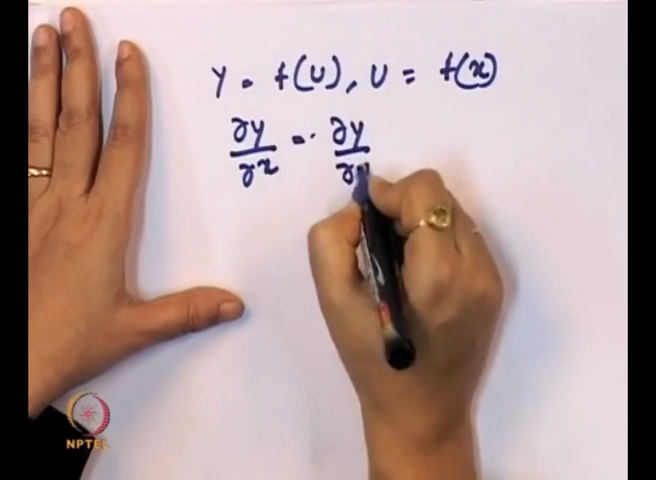 y = f(u), u = f(x)
∂y/∂x = ∂y/∂
NPTEL